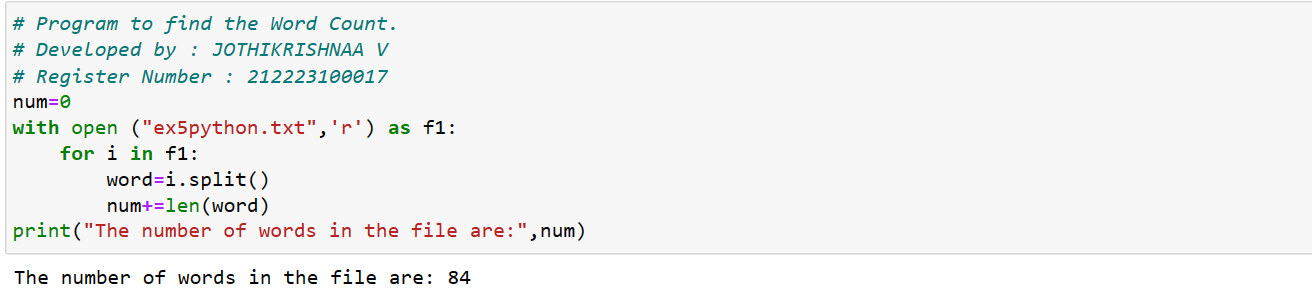 # Program to find the Word Count.
# Developed by : JOTHIKRISHNAA V
# Register Number : 212223100017
num=0
with open ("ex5python.txt",'r') as f1:
    for i in f1:
        word=i.split()
        num+=len(word)
print("The number of words in the file are:",num)
The number of words in the file are: 84